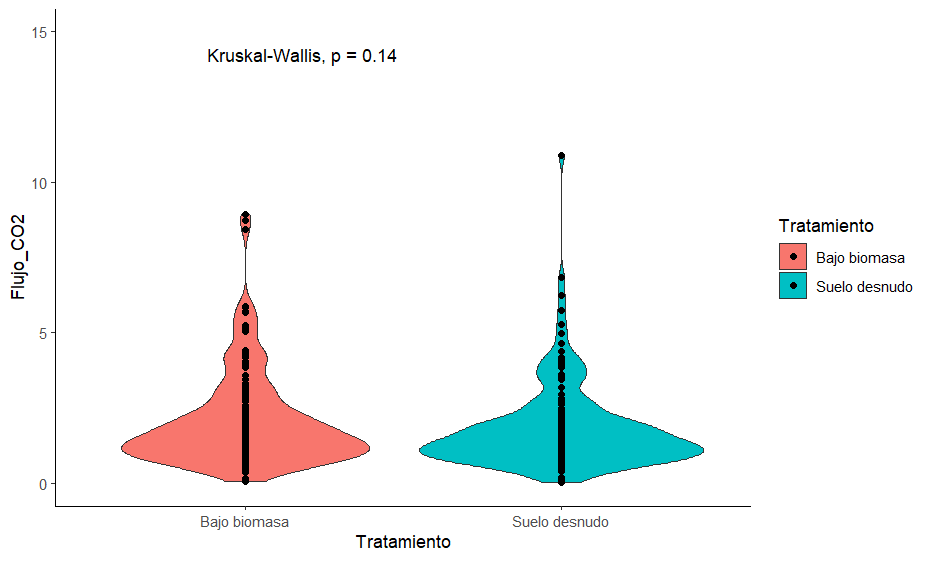 15
Kruskal-Wallis, p = 0.14
10
Flujo_CO2
5
0
Bajo biomasa
Suelo desnudo
Tratamiento
Tratamiento
Bajo biomasa
Suelo desnudo